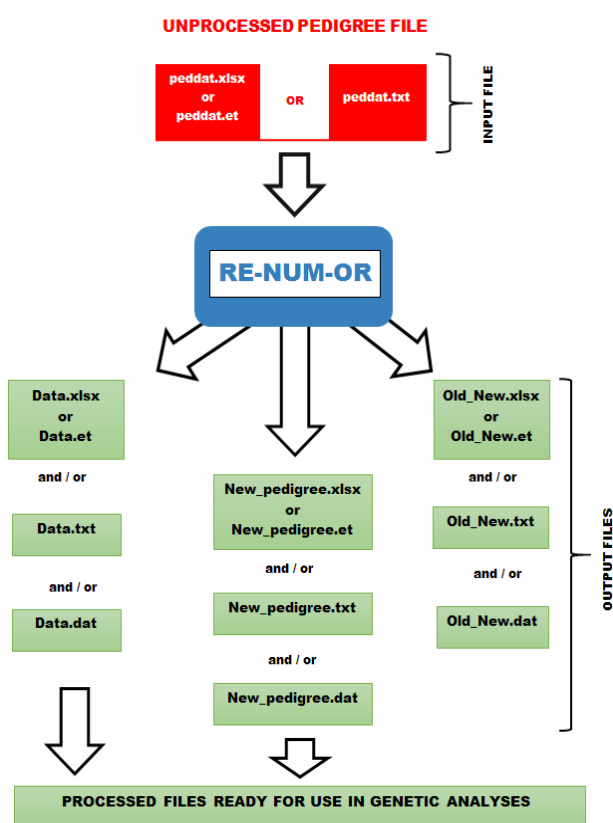 UNPROCESSED PEDIGREE FILE
peddat.xlsx
or
peddat.et
OR
peddat.txt
INPUT FILE
RE-NUM-OR
Data.xlsx
or
Data.et
and / or
Data.txt
and / or
Data.dat
New_pedigree.xlsx
or
New_pedigree.et
and / or
New_pedigree.txt
and / or
New_pedigree.dat
Old_New.xlsx
or
Old_New.et
and / or
Old_New.txt
and / or
Old_New.dat
OUTPUT FILES
PROCESSED FILES READY FOR USE IN GENETIC ANALYSES